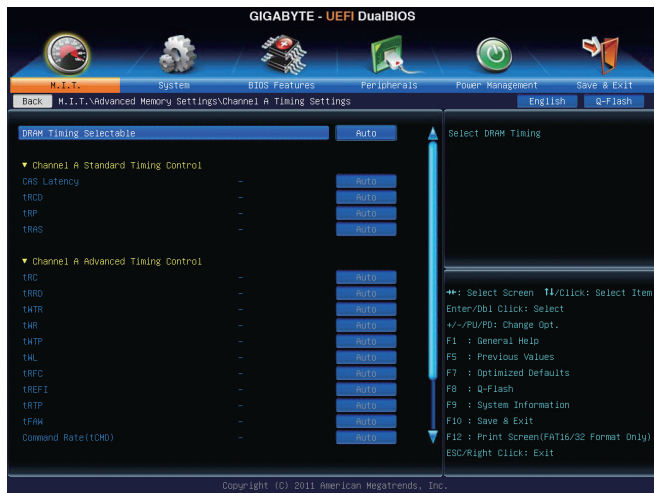 GIGABYTE - UEFI DualBIOS
M.I.T. System BIOS Features Peripherals Power Management Save & Exit
Back M.I.T.\Advanced Memory Settings\Channel A Timing Settings English Q-Flash
DRAM Timing Selectable Auto
▼ Channel A Standard Timing Control
CAS Latency - Auto
tRCD - Auto
tRP - Auto
tRAS - Auto
▼ Channel A Advanced Timing Control
tRC - Auto
tRRD - Auto
tWTR - Auto
tWR - Auto
tWTP - Auto
tWL - Auto
tRFC - Auto
tREFI - Auto
tRTP - Auto
tFAW - Auto
Command Rate(tCMD) - Auto
Select DRAM Timing
→←: Select Screen ↑↓/Click: Select Item
Enter/Dbl Click: Select
+/-/PU/PD: Change Opt.
F1 : General Help
F5 : Previous Values
F7 : Optimized Defaults
F8 : Q-Flash
F9 : System Information
F10 : Save & Exit
F12 : Print Screen(FAT16/32 Format Only)
ESC/Right Click: Exit
Copyright (C) 2011 American Megatrends, Inc.